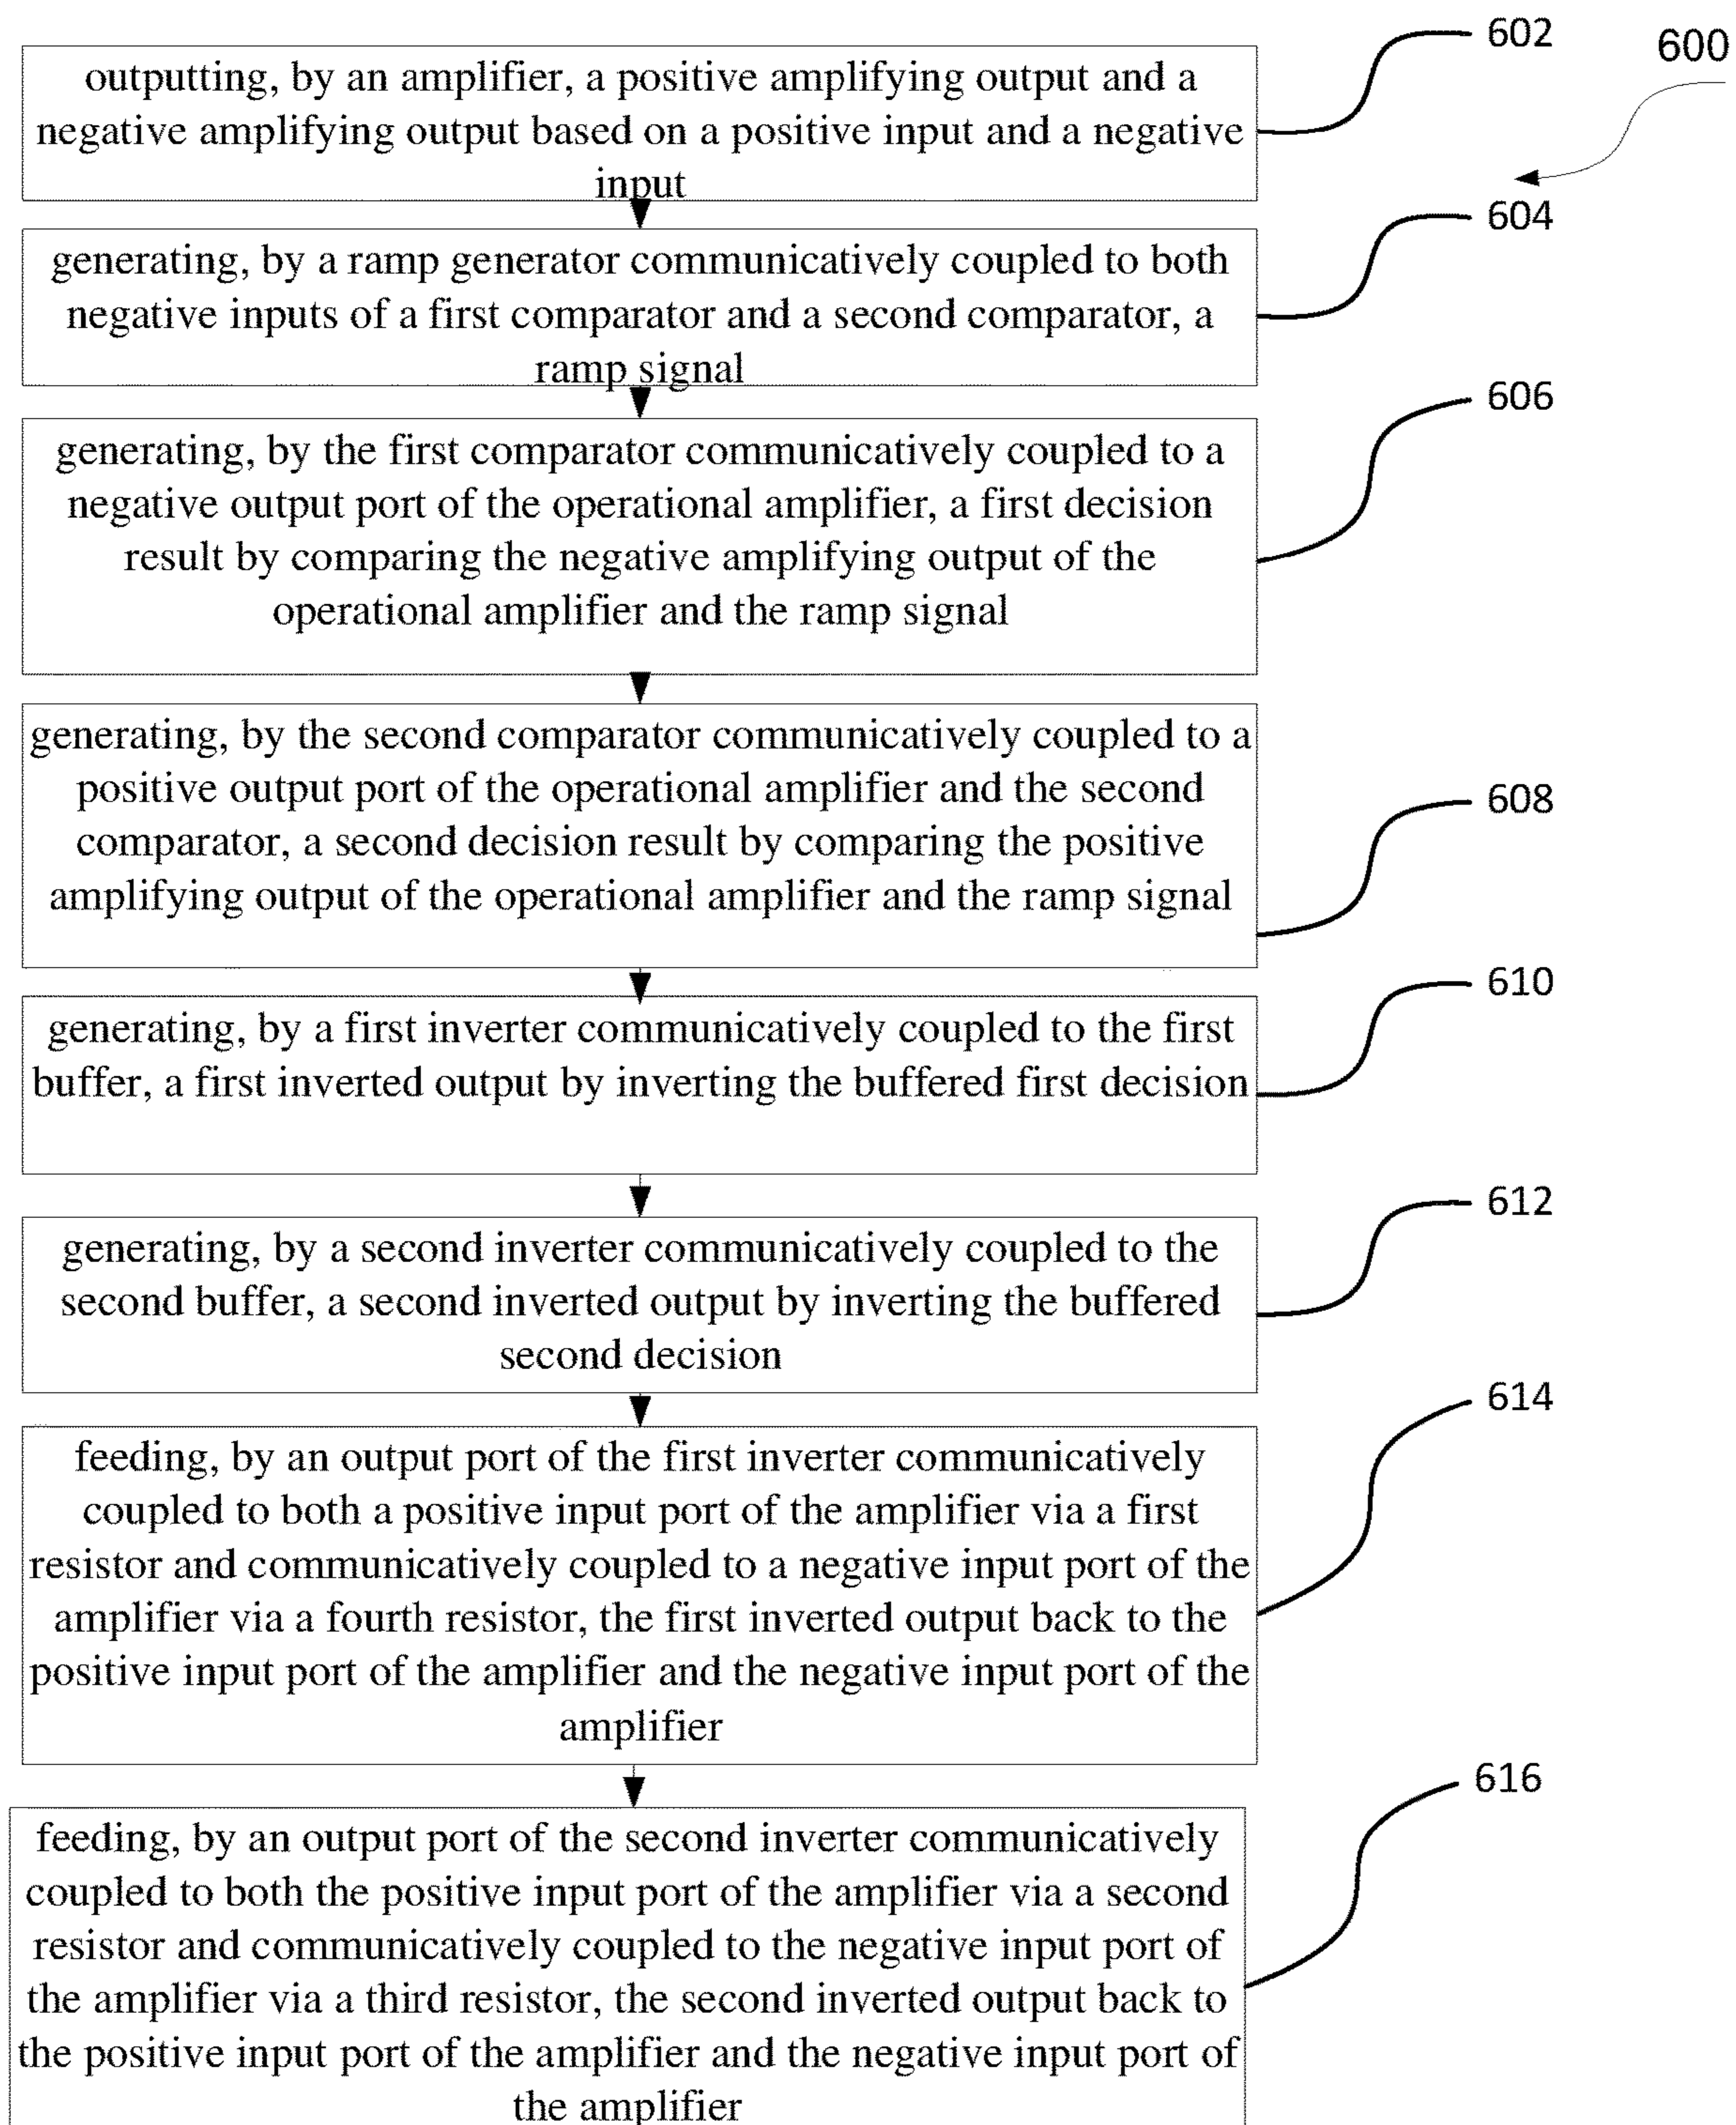 602
600
outputting, by an amplifier, a positive amplifying output and a
negative amplifying output based on a positive input and a negative
input
604
generating, by a ramp generator communicatively coupled to both
negative inputs of a first comparator and a second comparator, a
ramp signal
606
generating, by the first comparator communicatively coupled to a
negative output port of the operational amplifier, a first decision
result by comparing the negative amplifying output of the
operational amplifier and the ramp signal
608
generating, by the second comparator communicatively coupled to a
positive output port of the operational amplifier and the second
comparator, a second decision result by comparing the positive
amplifying output of the operational amplifier and the ramp signal
610
generating, by a first inverter communicatively coupled to the first
buffer, a first inverted output by inverting the buffered first decision
612
generating, by a second inverter communicatively coupled to the
second buffer, a second inverted output by inverting the buffered
second decision
614
feeding, by an output port of the first inverter communicatively
coupled to both a positive input port of the amplifier via a first
resistor and communicatively coupled to a negative input port of the
amplifier via a fourth resistor, the first inverted output back to the
positive input port of the amplifier and the negative input port of the
amplifier
616
feeding, by an output port of the second inverter communicatively
coupled to both the positive input port of the amplifier via a second
resistor and communicatively coupled to the negative input port of
the amplifier via a third resistor, the second inverted output back to
the positive input port of the amplifier and the negative input port of
the amplifier